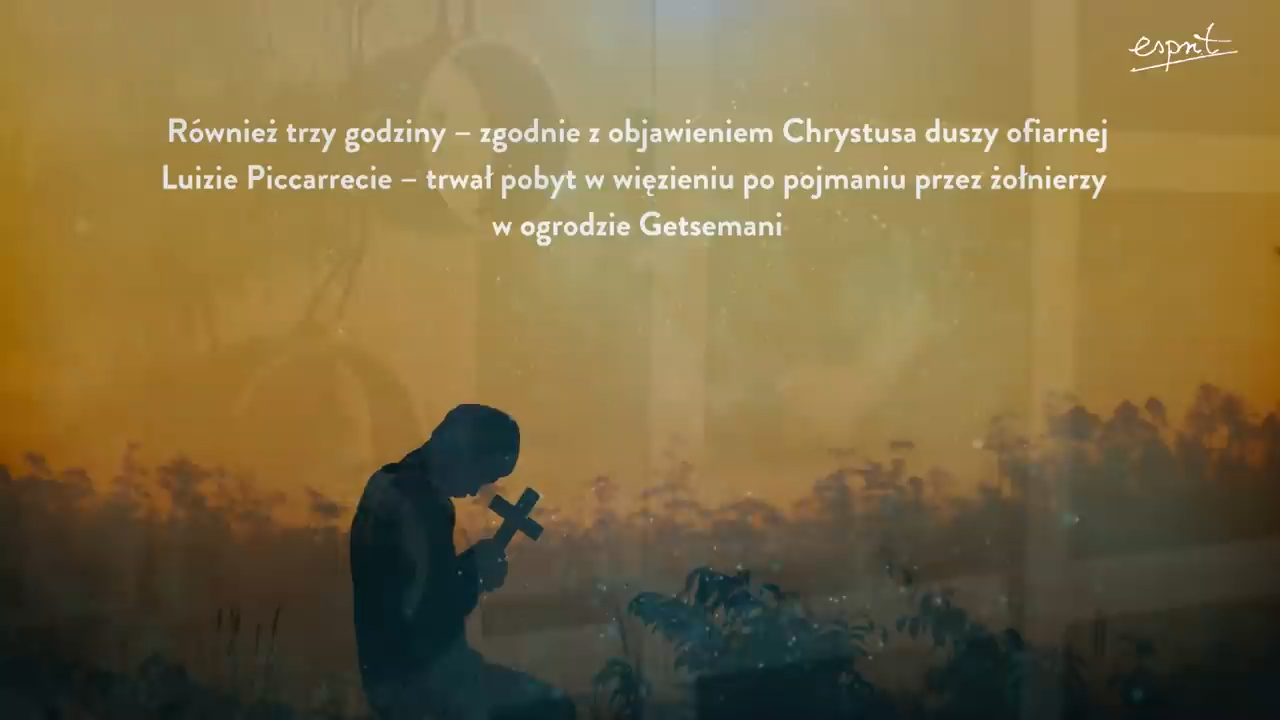 esprit
Również trzy godziny – zgodnie z objawieniem Chrystusa duszy ofiarnej
Luizie Piccarrecie – trwał pobyt w więzieniu po pojmaniu przez żołnierzy
w ogrodzie Getsemani